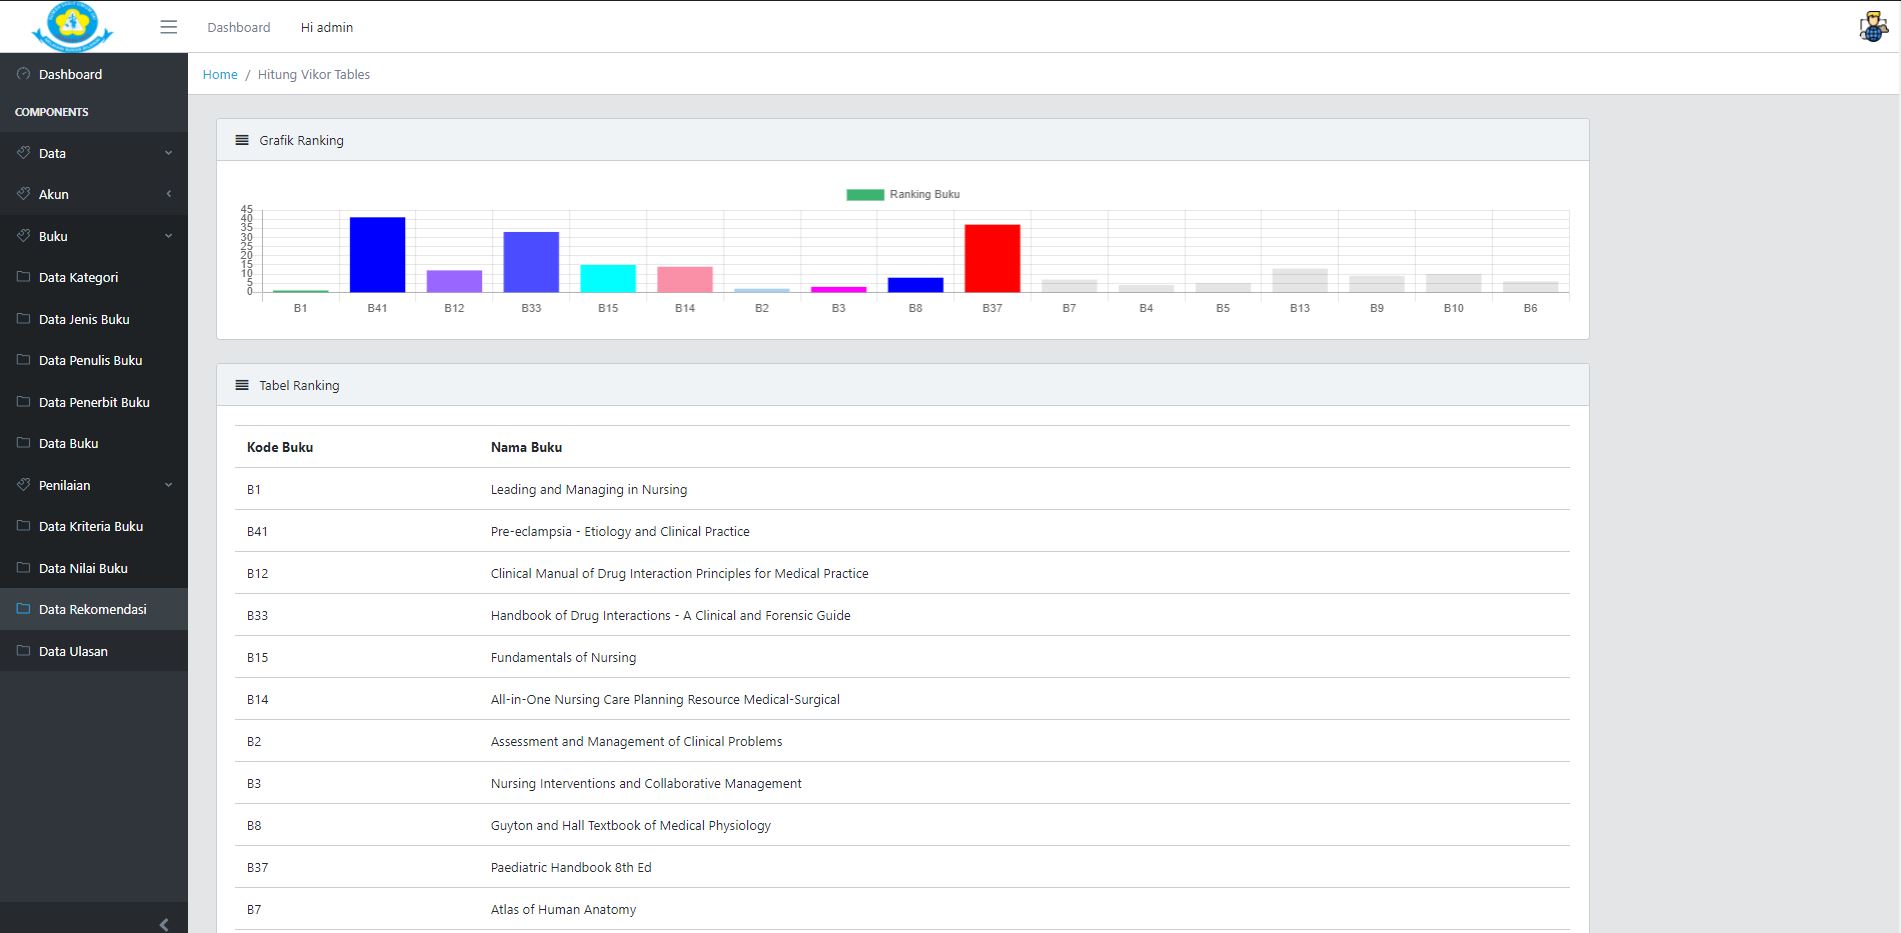 Dashboard Hi admin
Home / Hitung Vikor Tables
Dashboard
COMPONENTS
Data
Akun
Buku
Data Kategori
Data Jenis Buku
Data Penulis Buku
Data Penerbit Buku
Data Buku
Penilaian
Data Kriteria Buku
Data Nilai Buku
Data Rekomendasi
Data Ulasan
Grafik Ranking
Ranking Buku
45
40
35
30
25
20
15
10
5
0
B1 B41 B12 B33 B15 B14 B2 B3 B8 B37 B7 B4 B5 B13 B9 B10 B6
Tabel Ranking
Kode Buku Nama Buku
B1 Leading and Managing in Nursing
B41 Pre-eclampsia - Etiology and Clinical Practice
B12 Clinical Manual of Drug Interaction Principles for Medical Practice
B33 Handbook of Drug Interactions - A Clinical and Forensic Guide
B15 Fundamentals of Nursing
B14 All-in-One Nursing Care Planning Resource Medical-Surgical
B2 Assessment and Management of Clinical Problems
B3 Nursing Interventions and Collaborative Management
B8 Guyton and Hall Textbook of Medical Physiology
B37 Paediatric Handbook 8th Ed
B7 Atlas of Human Anatomy